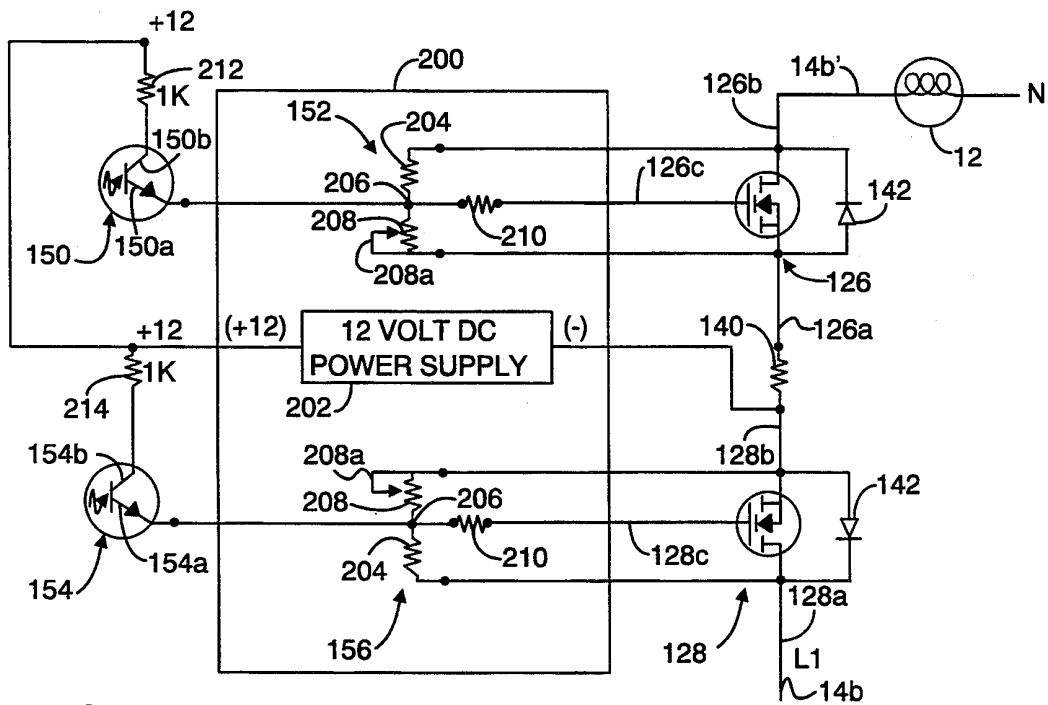 +12
212
1K
200
14b'
N
126b
12
150b
152
204
206
126c
208
210
142
150
150a
208a
126
+12
(+12)
12 VOLT DC
POWER SUPPLY
(-)
140
126a
1K
214
202
128b
154b
208a
208
206
142
204
210
128c
154
154a
156
128
128a
L1
14b